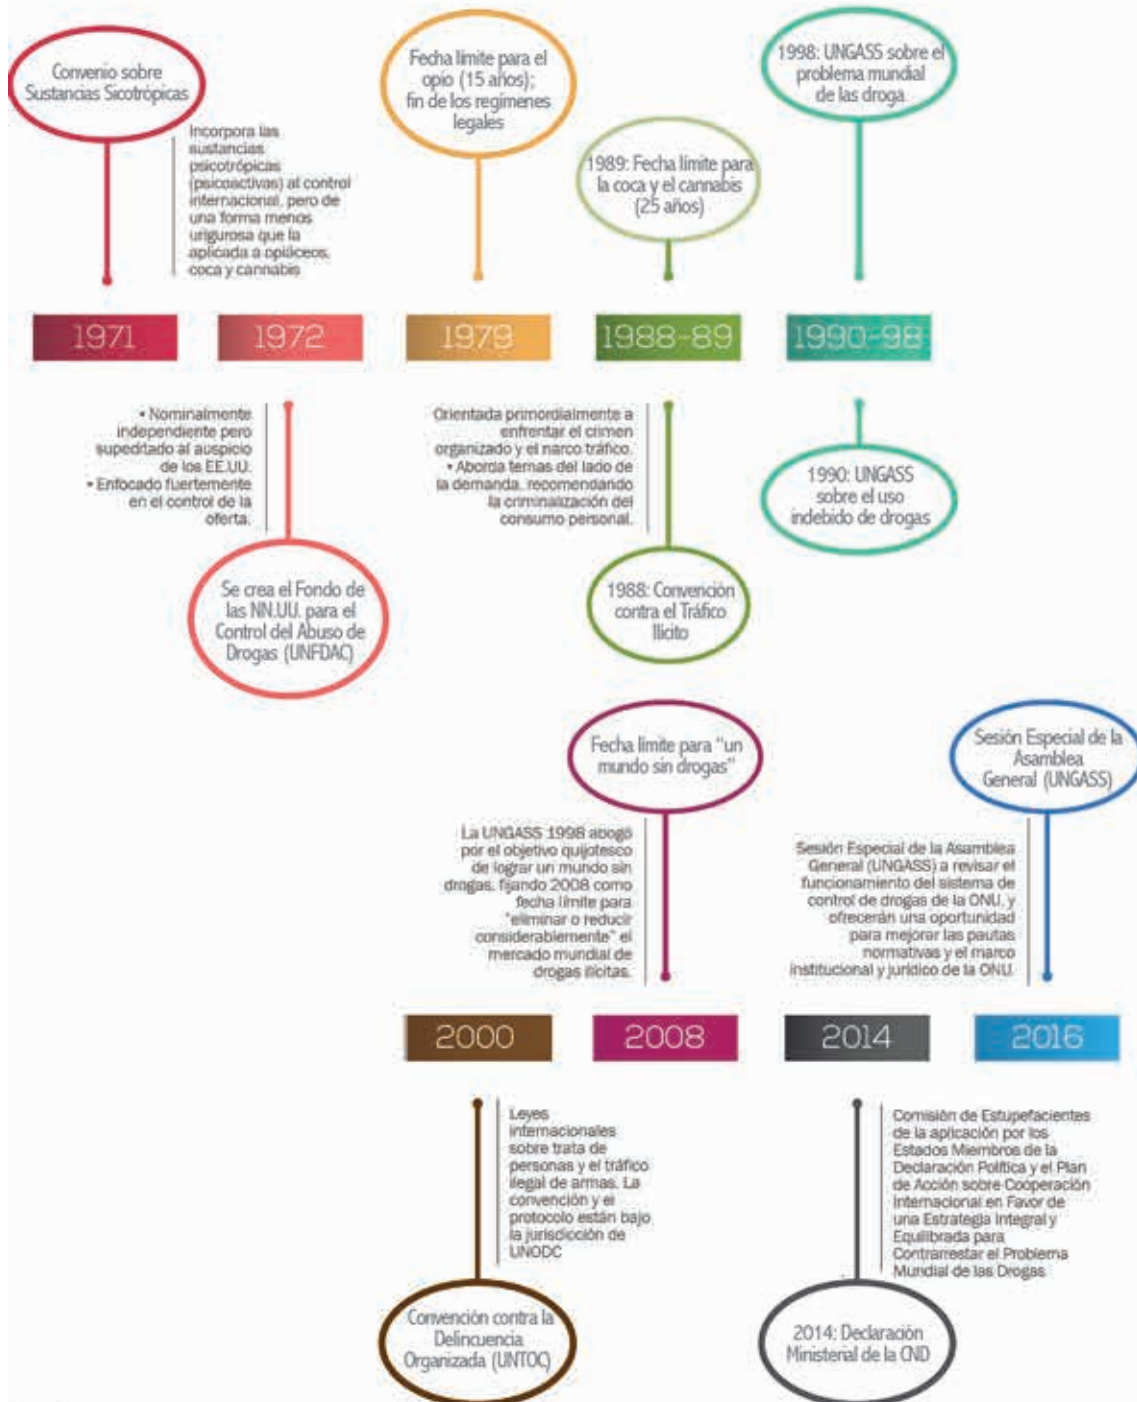 Convenio sobre
Sustancias Sicotrópicas
Incorpora las
sustancias
psicotrópicas
(psicoactivas) al control
internacional, pero de
una forma menos
urigurosa que la
aplicada a opiáceos,
coca y cannabis
Fecha límite para el
opio (15 años);
fin de los regímenes
legales
1989: Fecha límite para
la coca y el cannabis
(25 años)
1998: UNGASS sobre el
problema mundial
de las droga
1971
1972
1979
1988-89
1990-98
• Nominalmente
independiente pero
supeditado al auspicio
de los EE.UU.
• Enfocado fuertemente
en el control de la
oferta.
Se crea el Fondo de
las NN.UU. para el
Control del Abuso de
Drogas (UNFDAC)
Orientada primordialmente a
enfrentar el crimen
organizado y el narco tráfico.
• Aborda temas del lado de
la demanda, recomendando
la criminalización del
consumo personal.
1988: Convención
contra el Tráfico
Ilícito
1990: UNGASS
sobre el uso
indebido de drogas
Fecha límite para "un
mundo sin drogas"
La UNGASS 1998 abogó
por el objetivo quijotesco
de lograr un mundo sin
drogas, fijando 2008 como
fecha límite para
"eliminar o reducir
considerablemente" el
mercado mundial de
drogas ilícitas.
Sesión Especial de la
Asamblea
General (UNGASS)
Sesión Especial de la Asamblea
General (UNGASS) a revisar el
funcionamiento del sistema de
control de drogas de la ONU, y
ofrecerán una oportunidad
para mejorar las pautas
normativas y el marco
institucional y jurídico de la ONU.
2000
2008
2014
2016
Leyes
internacionales
sobre trata de
personas y el tráfico
ilegal de armas. La
convención y el
protocolo están bajo
la jurisdicción de
UNODC
Convención contra la
Delincuencia
Organizada (UNTOC)
Comisión de Estupefacientes
de la aplicación por los
Estados Miembros de la
Declaración Política y el Plan
de Acción sobre Cooperación
Internacional en Favor de
una Estrategia Integral y
Equilibrada para
Contrarrestar el Problema
Mundial de las Drogas
2014: Declaración
Ministerial de la CND